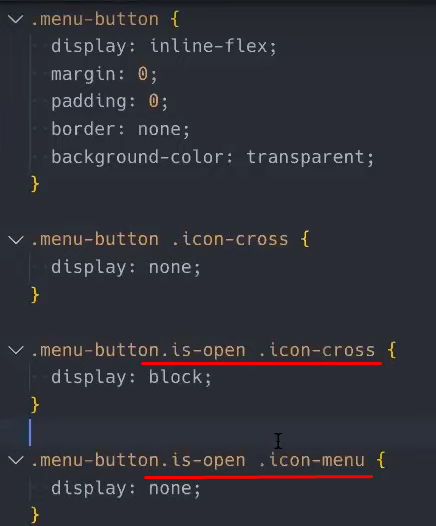 .menu-button {
display: inline-flex;
margin: 0;
padding: 0;
border: none;
background-color: transparent;
}
.menu-button .icon-cross {
display: none;
}
.menu-button.is-open .icon-cross {
display: block;
}
.menu-button.is-open .icon-menu {
display: none;
}